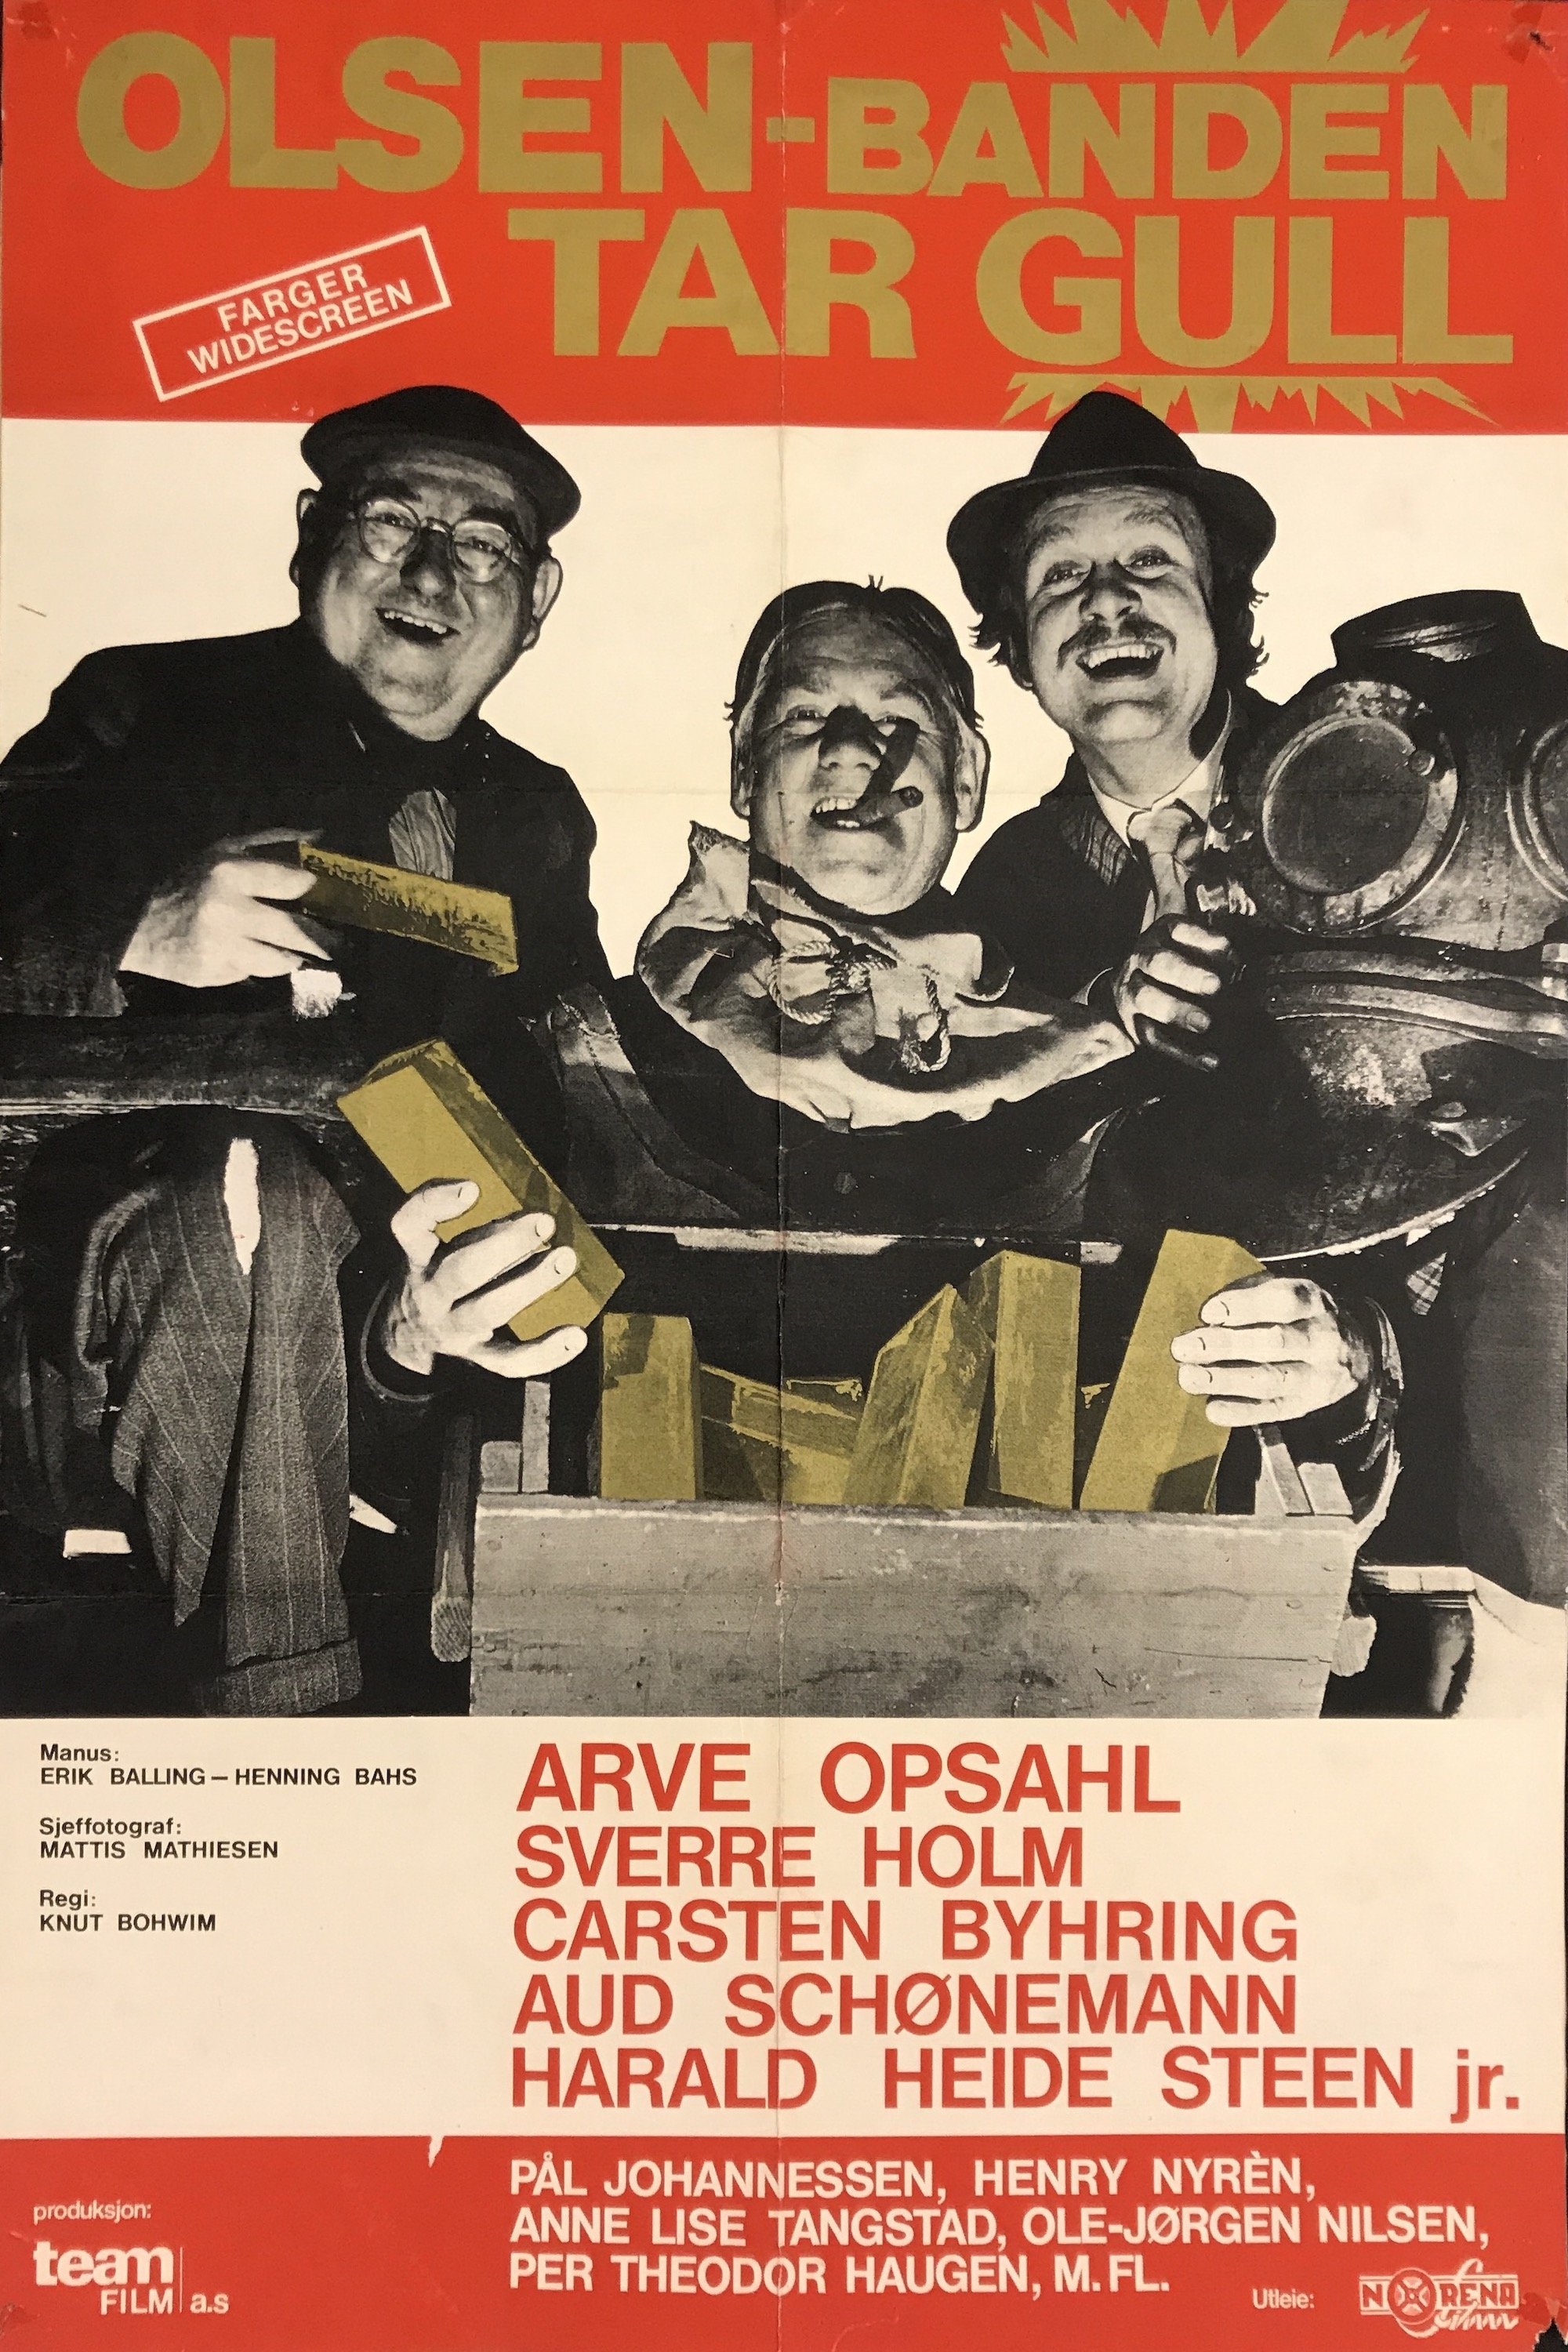 OLSEN-BANDEN
TAR GULL
FARGER
WIDESCREEN
Manus:
ERIK BALLING – HENNING BAHS
Sjeffotograf:
MATTIS MATHIESEN
Regi:
KNUT BOHWIM
ARVE OPSAHL
SVERRE HOLM
CARSTEN BYHRING
AUD SCHØNEMANN
HARALD HEIDE STEEN jr.
PÅL JOHANNESSEN, HENRY NYRÈN,
ANNE LISE TANGSTAD, OLE-JØRGEN NILSEN,
PER THEODOR HAUGEN, M. FL.
produksjon:
team
FILM a.s
Utleie:
NORENA
film